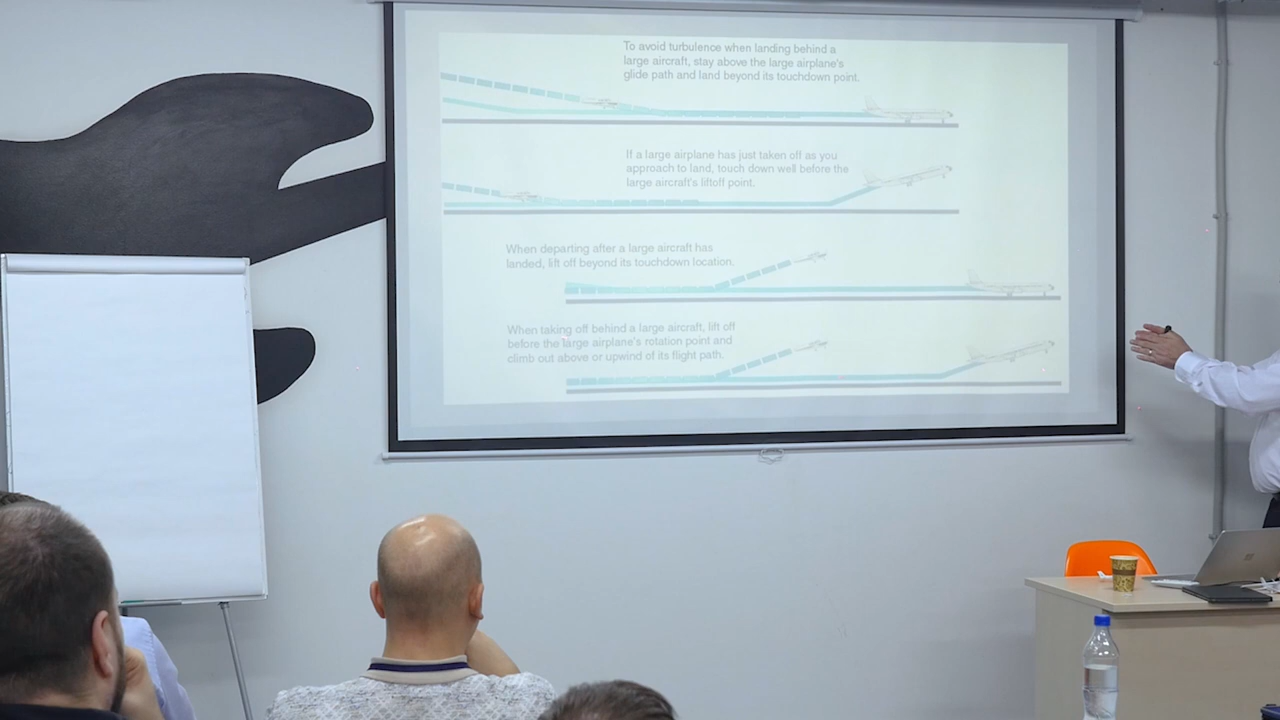 To avoid turbulence when landing behind a
large aircraft, stay above the large airplane's
glide path and land beyond its touchdown point.
If a large airplane has just taken off as you
approach to land, touch down well before the
large aircraft's liftoff point.
When departing after a large aircraft has
landed, lift off beyond its touchdown location.
When taking off behind a large aircraft, lift off
before the large airplane's rotation point and
climb out above or upwind of its flight path.